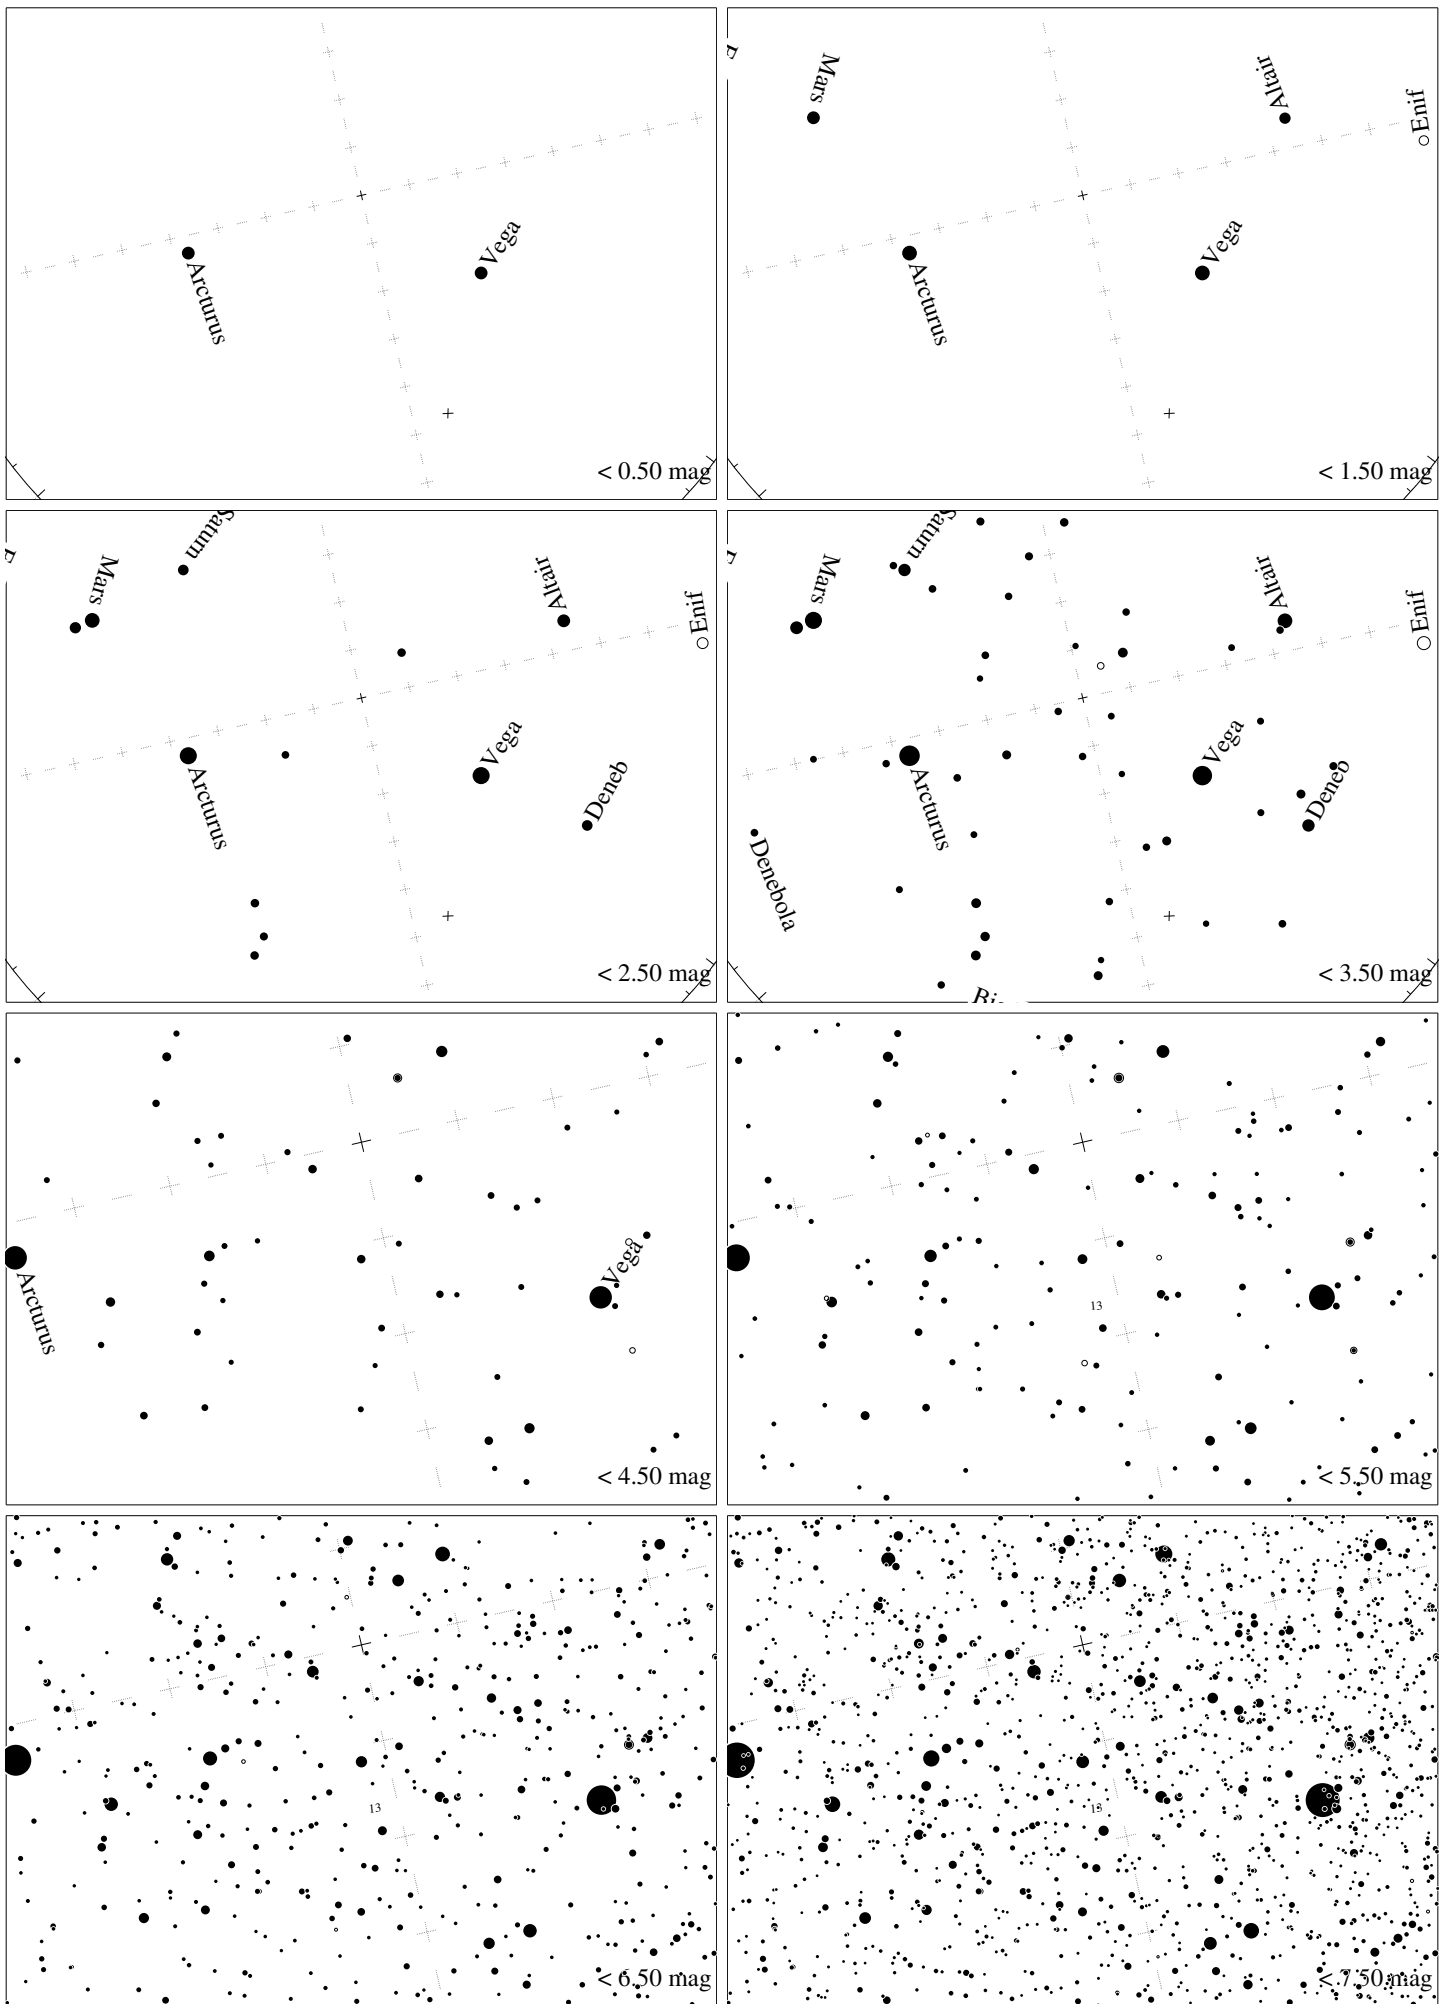 Arcturus
Vega
< 0.50 mag
Mars
Altair
Enif
Arcturus
Vega
< 1.50 mag
Saturn
Mars
Altair
Enif
Arcturus
Vega
Deneb
< 2.50 mag
Saturn
Mars
Altair
Enif
Arcturus
Vega
Deneb
Denebola
< 3.50 mag
Arcturus
Vega
< 4.50 mag
13
< 5.50 mag
13
< 6.50 mag
13
< 7.50 mag